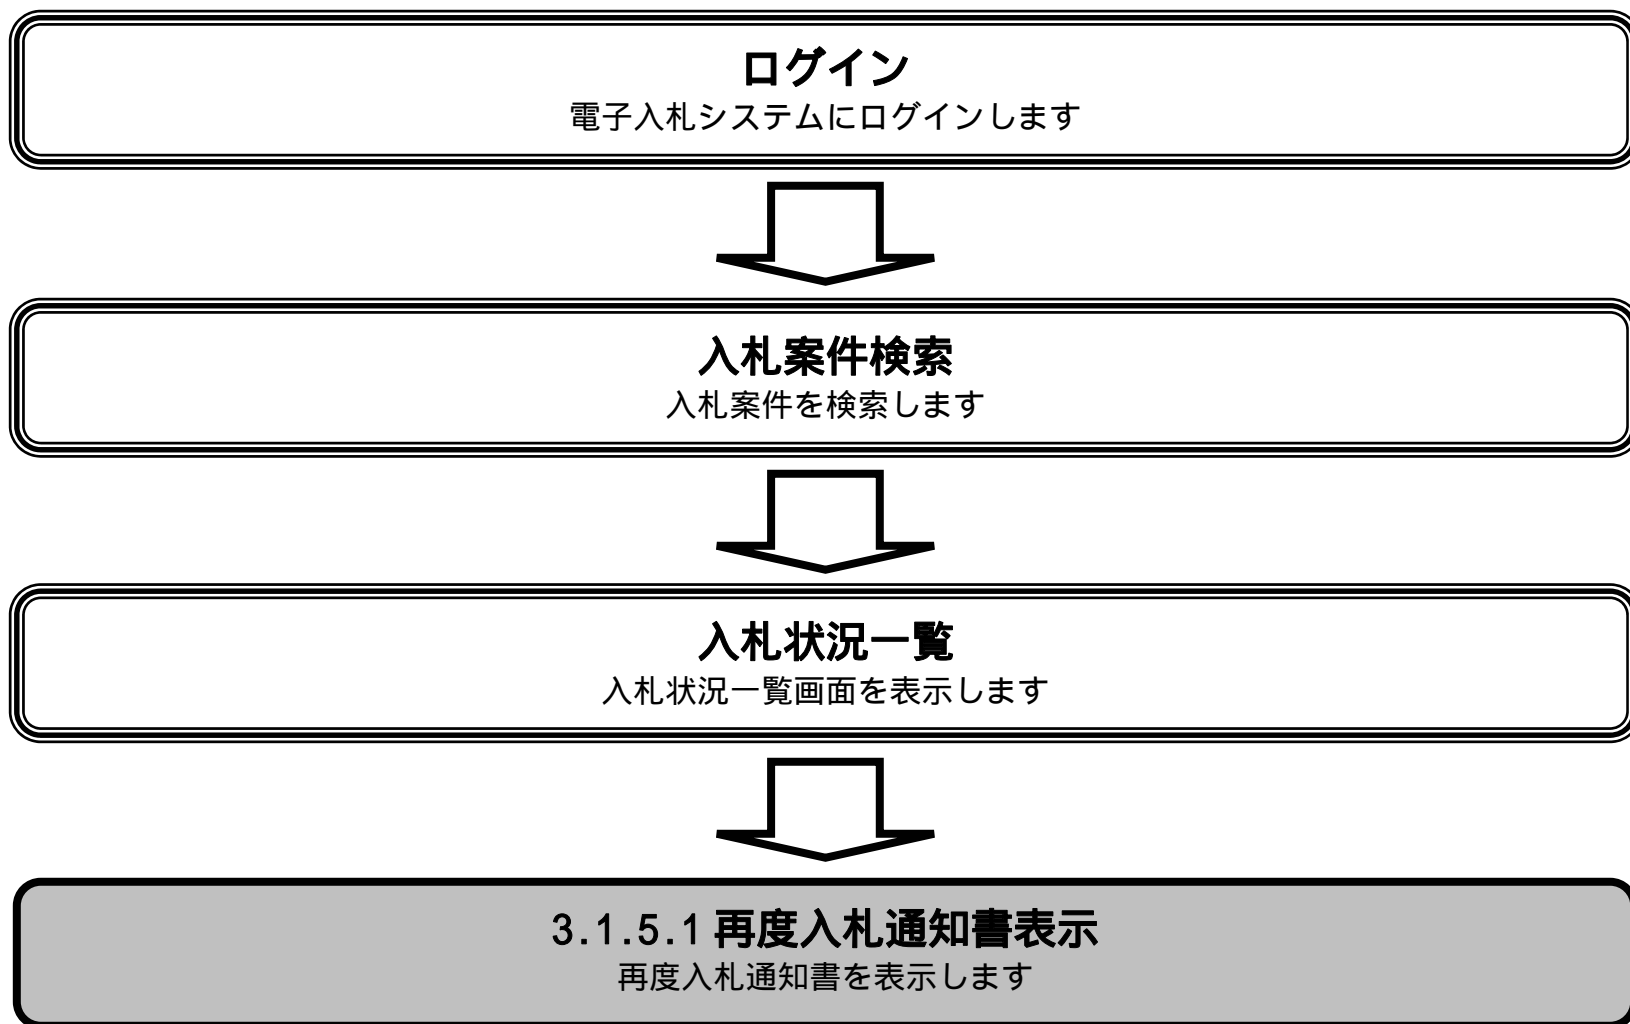 ログイン
電子入札システムにログインします
入札案件検索
入札案件を検索します
入札状況一覧
入札状況一覧画面を表示します
3.1.5.1 再度入札通知書表示
再度入札通知書を表示します